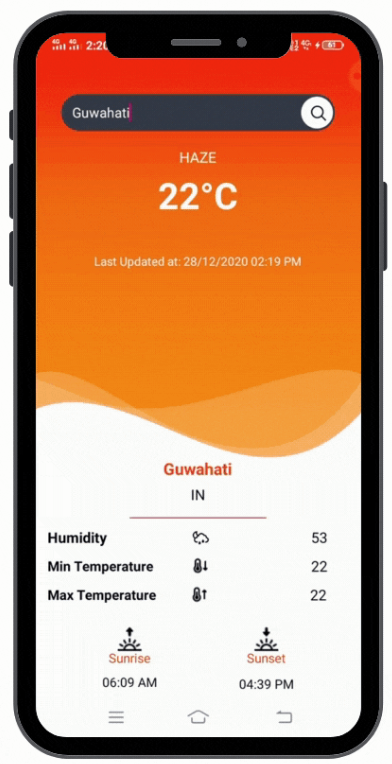 2:20
Guwahati
HAZE
22°C
Last Updated at: 28/12/2020 02:19 PM
Guwahati
IN
Humidity 53
Min Temperature 22
Max Temperature 22
Sunrise Sunset
06:09 AM 04:39 PM